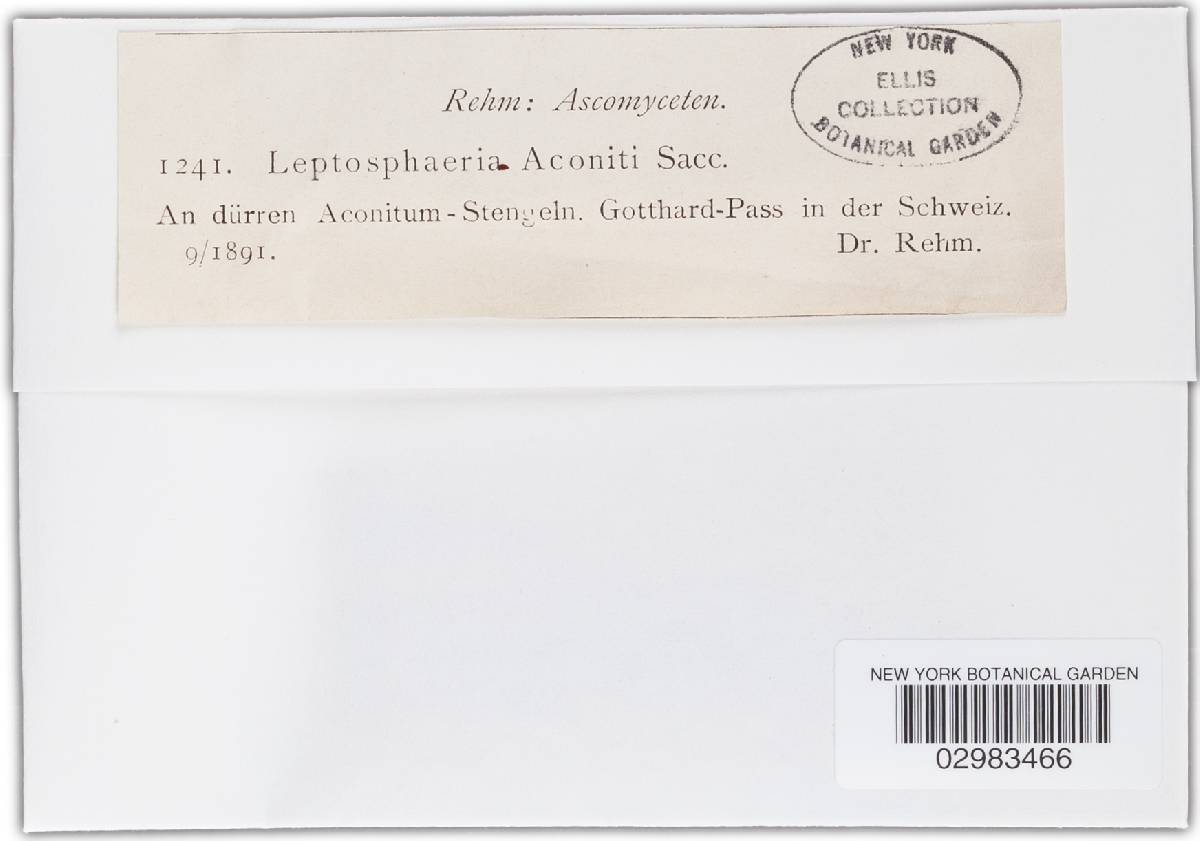 Rehm: Ascomyceten.
1241. Leptosphaeria Aconiti Sacc.
An dürren Aconitum-Stengeln. Gotthard-Pass in der Schweiz.
9/1891. Dr. Rehm.
NEW YORK
ELLIS
COLLECTION
BOTANICAL GARDEN
NEW YORK BOTANICAL GARDEN
02983466